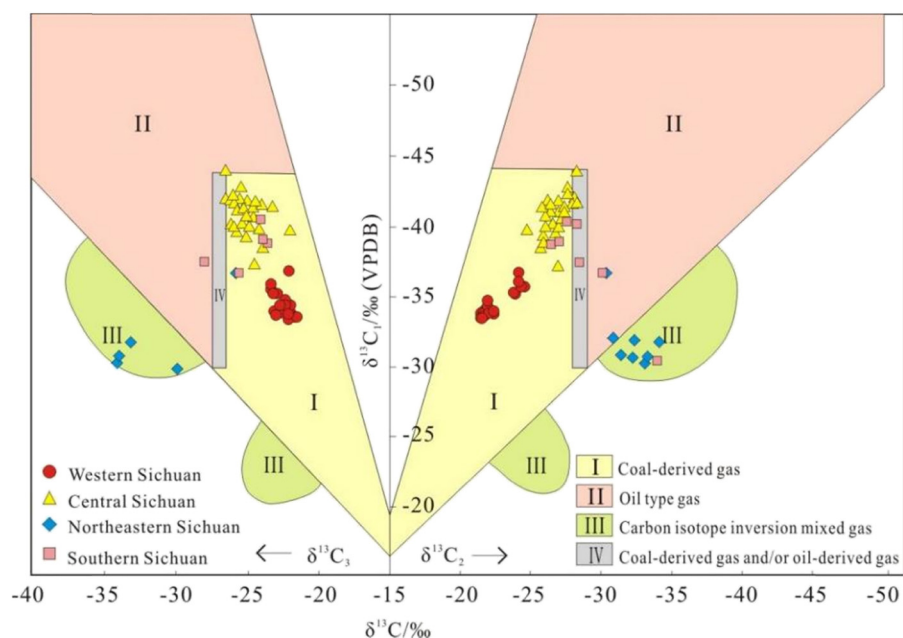 II
II
-50
-45
-40
-35
-30
-25
-20
δ¹³C₁/‰ (VPDB)
IV
IV
III
III
I
I
III
III
Western Sichuan
Central Sichuan
Northeastern Sichuan
Southern Sichuan
← δ¹³C₃
δ¹³C₂ →
I Coal-derived gas
II Oil type gas
III Carbon isotope inversion mixed gas
IV Coal-derived gas and/or oil-derived gas
-40 -35 -30 -25 -20 -15 -20 -25 -30 -35 -40 -50
δ¹³C/‰